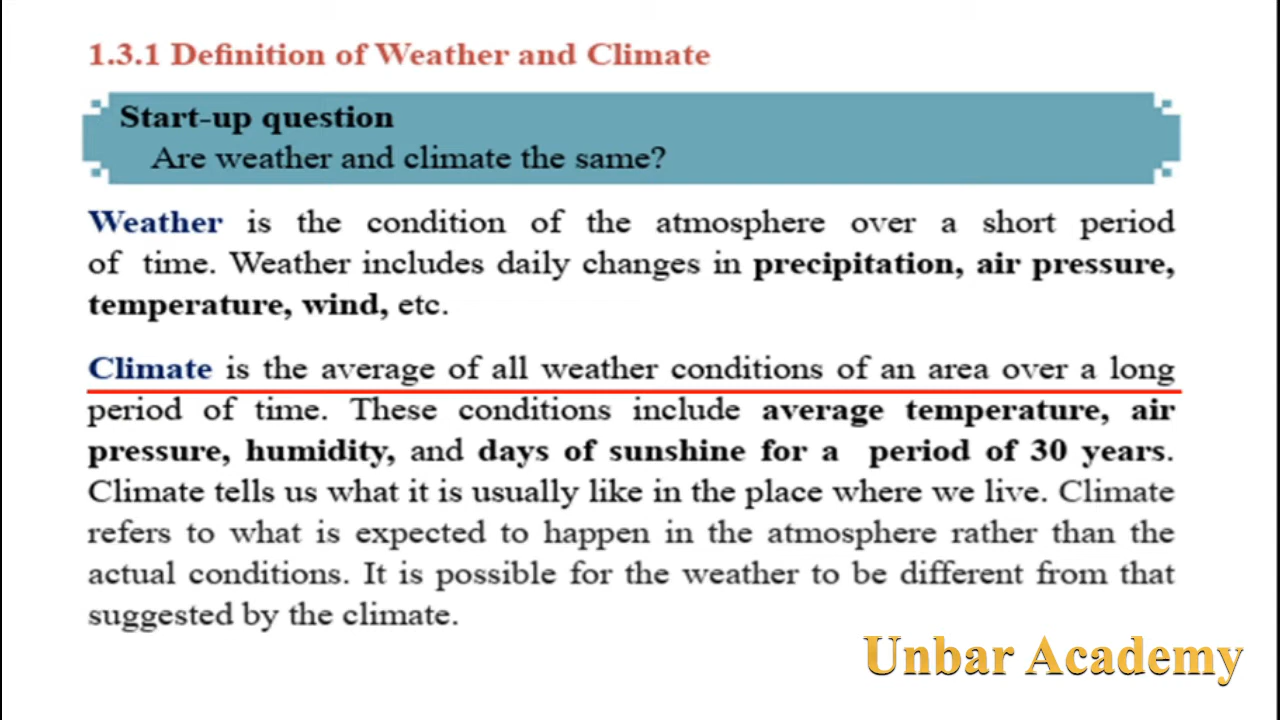 1.3.1 Definition of Weather and Climate
Start-up question
Are weather and climate the same?
Weather is the condition of the atmosphere over a short period
of time. Weather includes daily changes in precipitation, air pressure,
temperature, wind, etc.
Climate is the average of all weather conditions of an area over a long
period of time. These conditions include average temperature, air
pressure, humidity, and days of sunshine for a period of 30 years.
Climate tells us what it is usually like in the place where we live. Climate
refers to what is expected to happen in the atmosphere rather than the
actual conditions. It is possible for the weather to be different from that
suggested by the climate.
Unbar Academy